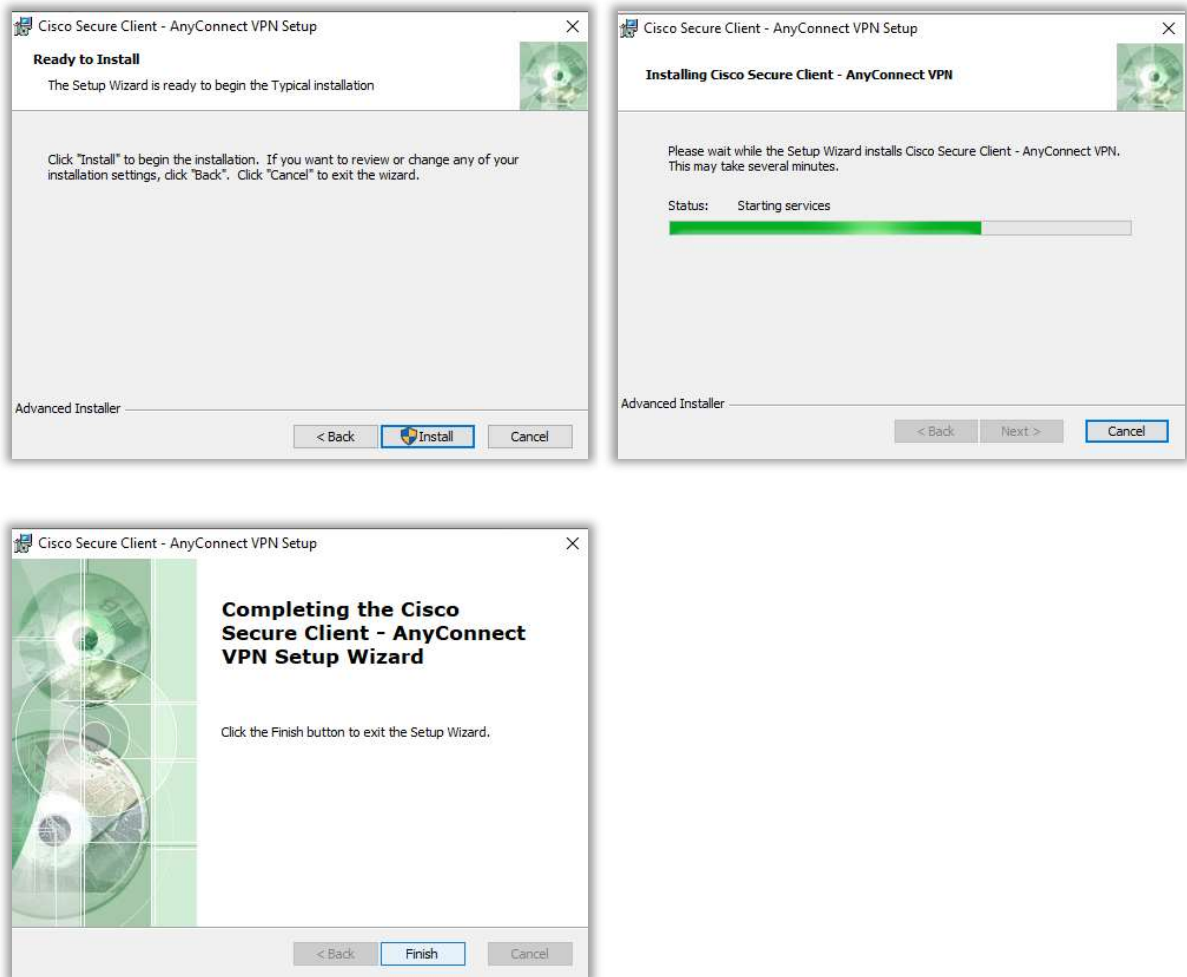 Cisco Secure Client - AnyConnect VPN Setup
Ready to Install
The Setup Wizard is ready to begin the Typical installation
Click "Install" to begin the installation. If you want to review or change any of your
installation settings, click "Back". Click "Cancel" to exit the wizard.
Advanced Installer
< Back Install Cancel
Cisco Secure Client - AnyConnect VPN Setup
Installing Cisco Secure Client - AnyConnect VPN
Please wait while the Setup Wizard installs Cisco Secure Client - AnyConnect VPN.
This may take several minutes.
Status: Starting services
Advanced Installer
< Back Next > Cancel
Cisco Secure Client - AnyConnect VPN Setup
Completing the Cisco
Secure Client - AnyConnect
VPN Setup Wizard
Click the Finish button to exit the Setup Wizard.
< Back Finish Cancel